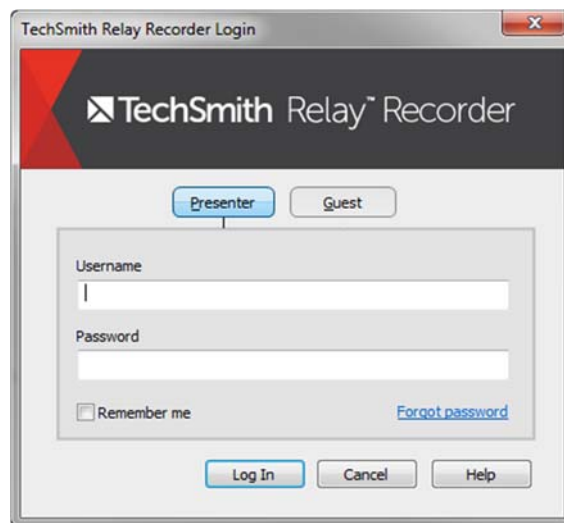 TechSmith Relay Recorder Login
TechSmith Relay™ Recorder
Presenter Guest
Username
Password
Remember me Forgot password
Log In Cancel Help